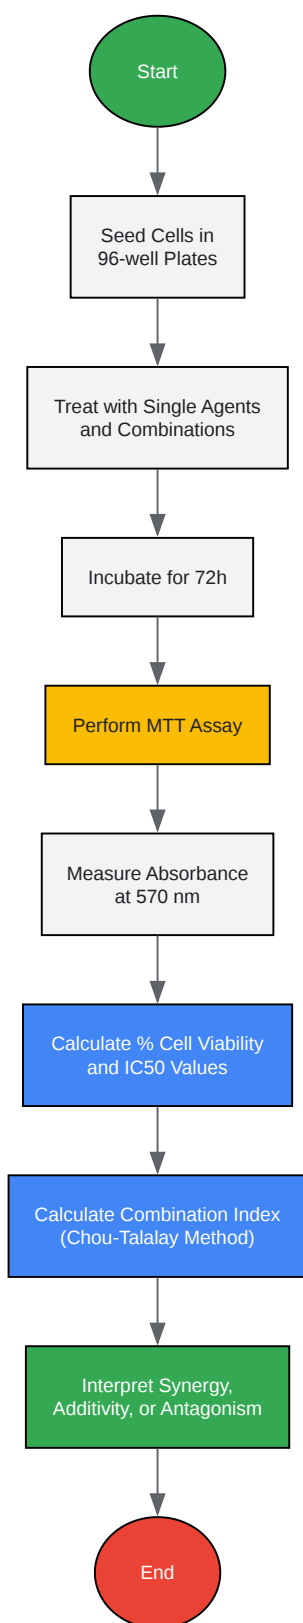 Start
Seed Cells in
96-well Plates
Treat with Single Agents
and Combinations
Incubate for 72h
Perform MTT Assay
Measure Absorbance
at 570 nm
Calculate % Cell Viability
and IC50 Values
Calculate Combination Index
(Chou-Talalay Method)
Interpret Synergy,
Additivity, or Antagonism
End